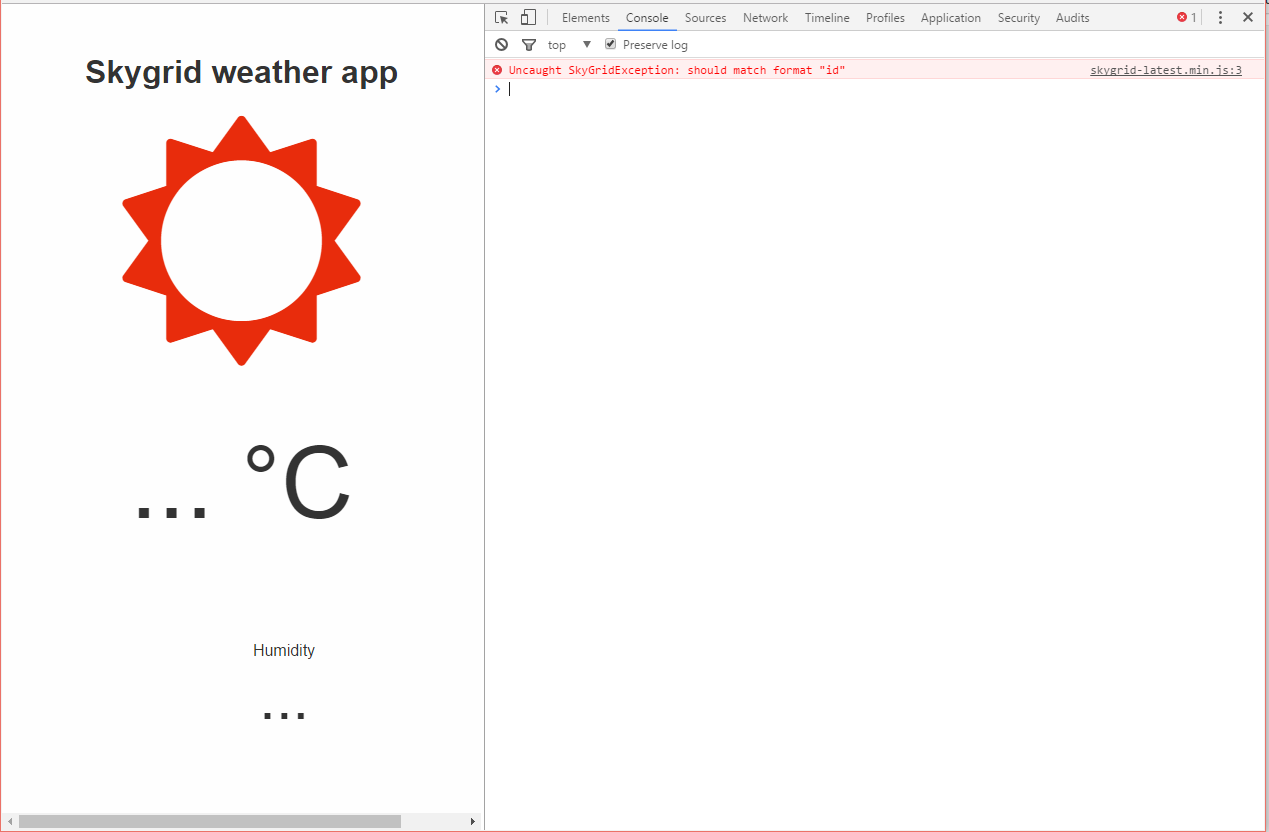 Skygrid weather app
... °C
Humidity
...
Elements Console Sources Network Timeline Profiles Application Security Audits 1
top Preserve log
Uncaught SkyGridException: should match format "id" skygrid-latest.min.js:3
>